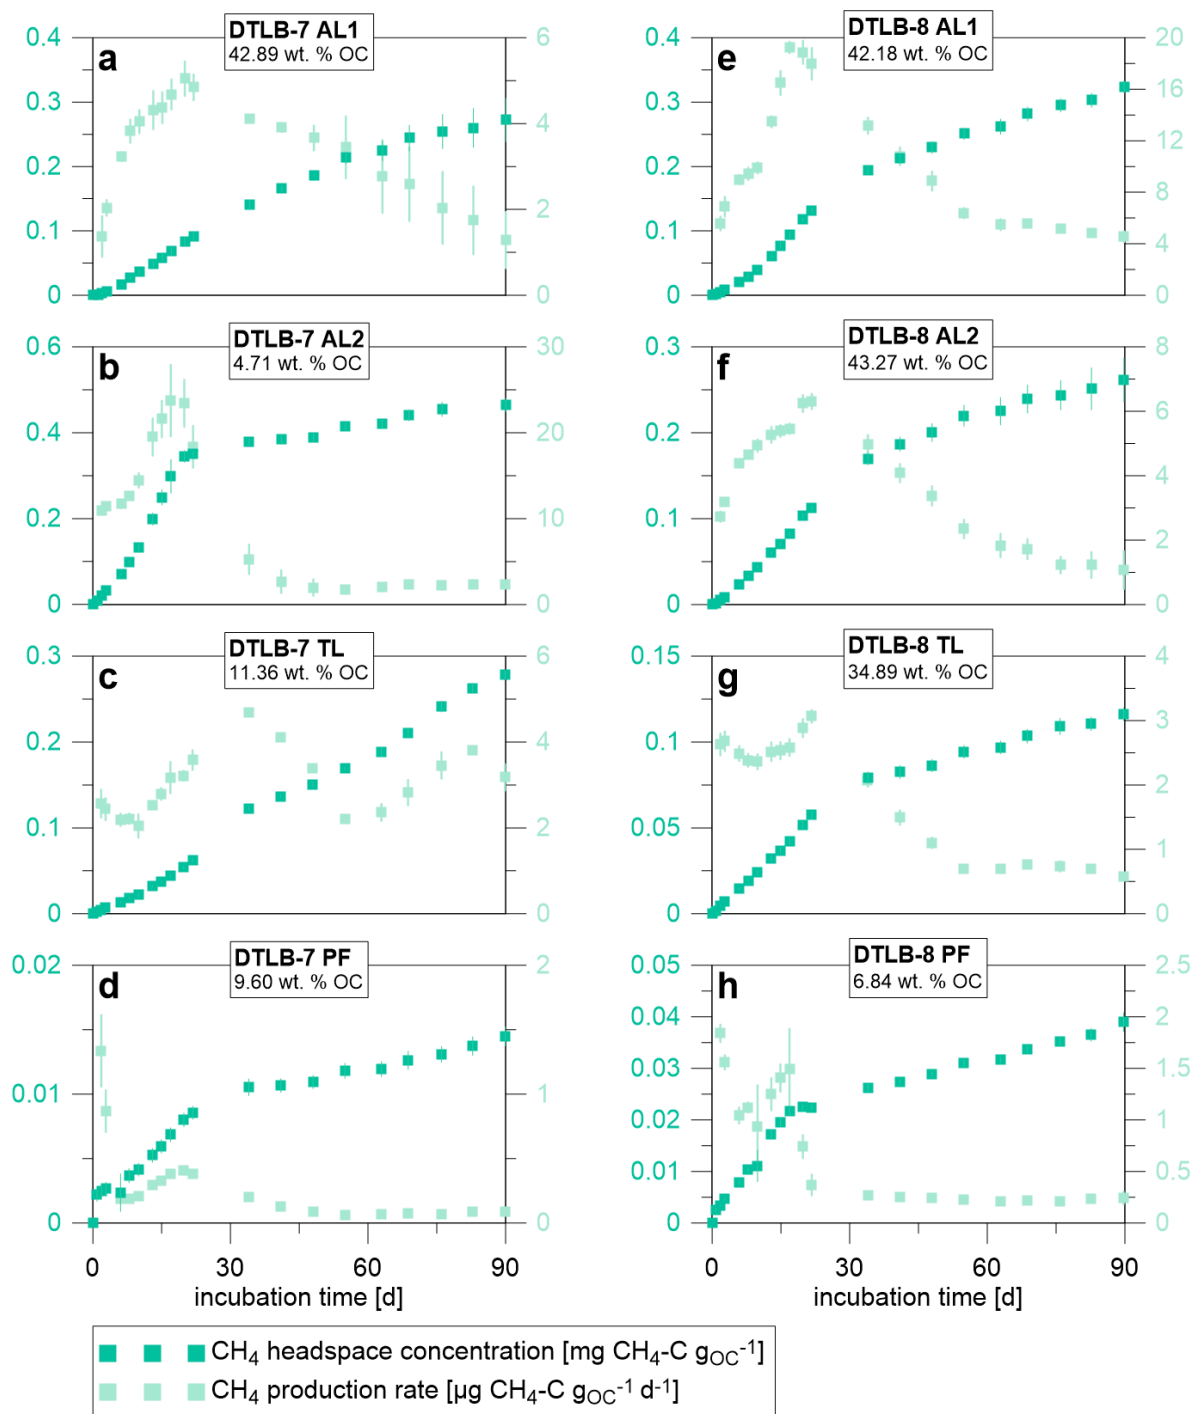 a
DTLB-7 AL1
42.89 wt. % OC
0.4
0.3
0.2
0.1
0
6
4
2
0
e
DTLB-8 AL1
42.18 wt. % OC
0.4
0.3
0.2
0.1
0
20
16
12
8
4
0
b
DTLB-7 AL2
4.71 wt. % OC
0.6
0.4
0.2
0
30
20
10
0
f
DTLB-8 AL2
43.27 wt. % OC
0.3
0.2
0.1
0
8
6
4
2
0
c
DTLB-7 TL
11.36 wt. % OC
0.3
0.2
0.1
0
6
4
2
0
g
DTLB-8 TL
34.89 wt. % OC
0.15
0.1
0.05
0
4
3
2
1
0
d
DTLB-7 PF
9.60 wt. % OC
0.02
0.01
0
2
1
0
0 30 60 90
incubation time [d]
h
DTLB-8 PF
6.84 wt. % OC
0.05
0.04
0.03
0.02
0.01
0
2.5
2
1.5
1
0.5
0
0 30 60 90
incubation time [d]
CH₄ headspace concentration [mg CH₄-C g_OC⁻¹]
CH₄ production rate [µg CH₄-C g_OC⁻¹ d⁻¹]